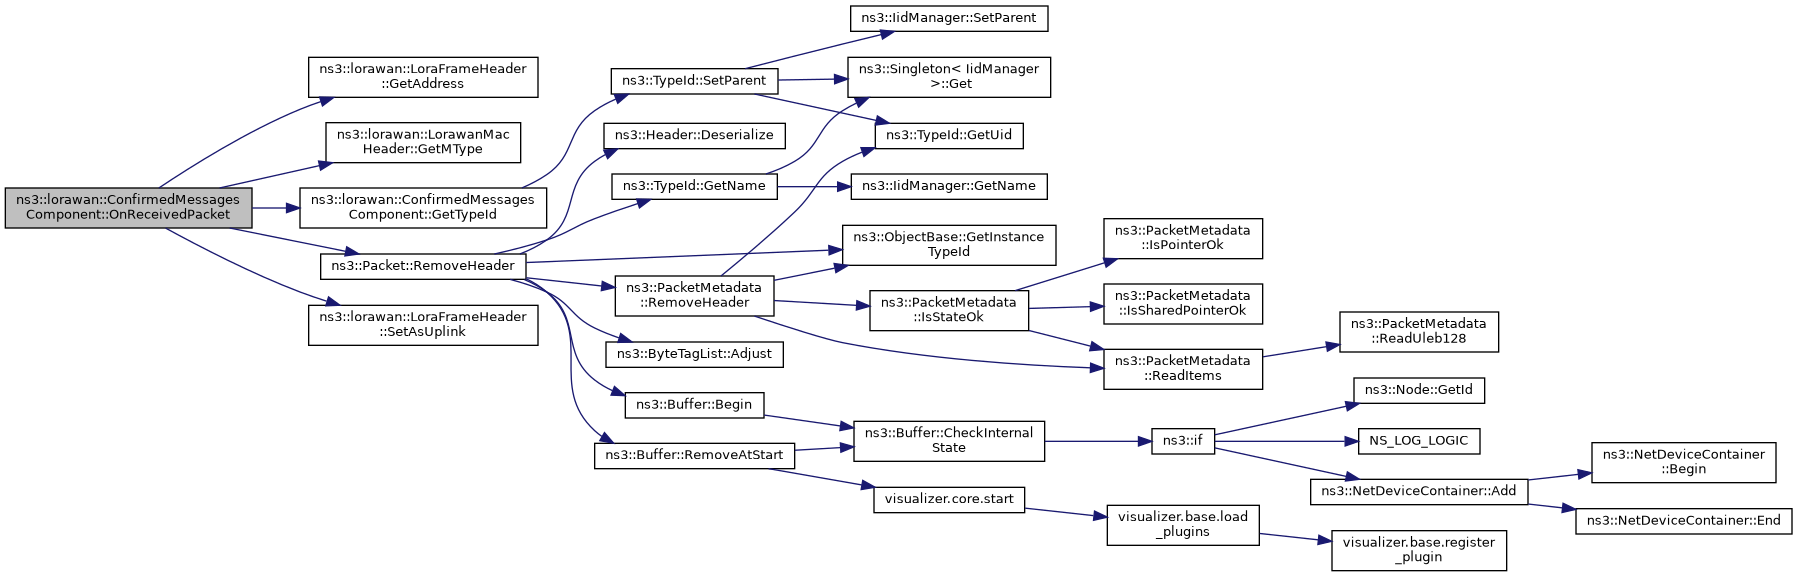 ns3::lorawan::ConfirmedMessages
Component::OnReceivedPacket
ns3::lorawan::LoraFrameHeader
::GetAddress
ns3::lorawan::LorawanMac
Header::GetMType
ns3::lorawan::ConfirmedMessages
Component::GetTypeId
ns3::Packet::RemoveHeader
ns3::lorawan::LoraFrameHeader
::SetAsUplink
ns3::TypeId::SetParent
ns3::Header::Deserialize
ns3::TypeId::GetName
ns3::PacketMetadata
::RemoveHeader
ns3::ByteTagList::Adjust
ns3::Buffer::Begin
ns3::Buffer::RemoveAtStart
ns3::IidManager::SetParent
ns3::Singleton< IidManager
>::Get
ns3::TypeId::GetUid
ns3::IidManager::GetName
ns3::ObjectBase::GetInstance
TypeId
ns3::PacketMetadata
::IsStateOk
ns3::Buffer::CheckInternal
State
visualizer.core.start
ns3::PacketMetadata
::IsPointerOk
ns3::PacketMetadata
::IsSharedPointerOk
ns3::PacketMetadata
::ReadItems
ns3::if
visualizer.base.load
_plugins
ns3::PacketMetadata
::ReadUleb128
ns3::Node::GetId
NS_LOG_LOGIC
ns3::NetDeviceContainer::Add
visualizer.base.register
_plugin
ns3::NetDeviceContainer
::Begin
ns3::NetDeviceContainer::End